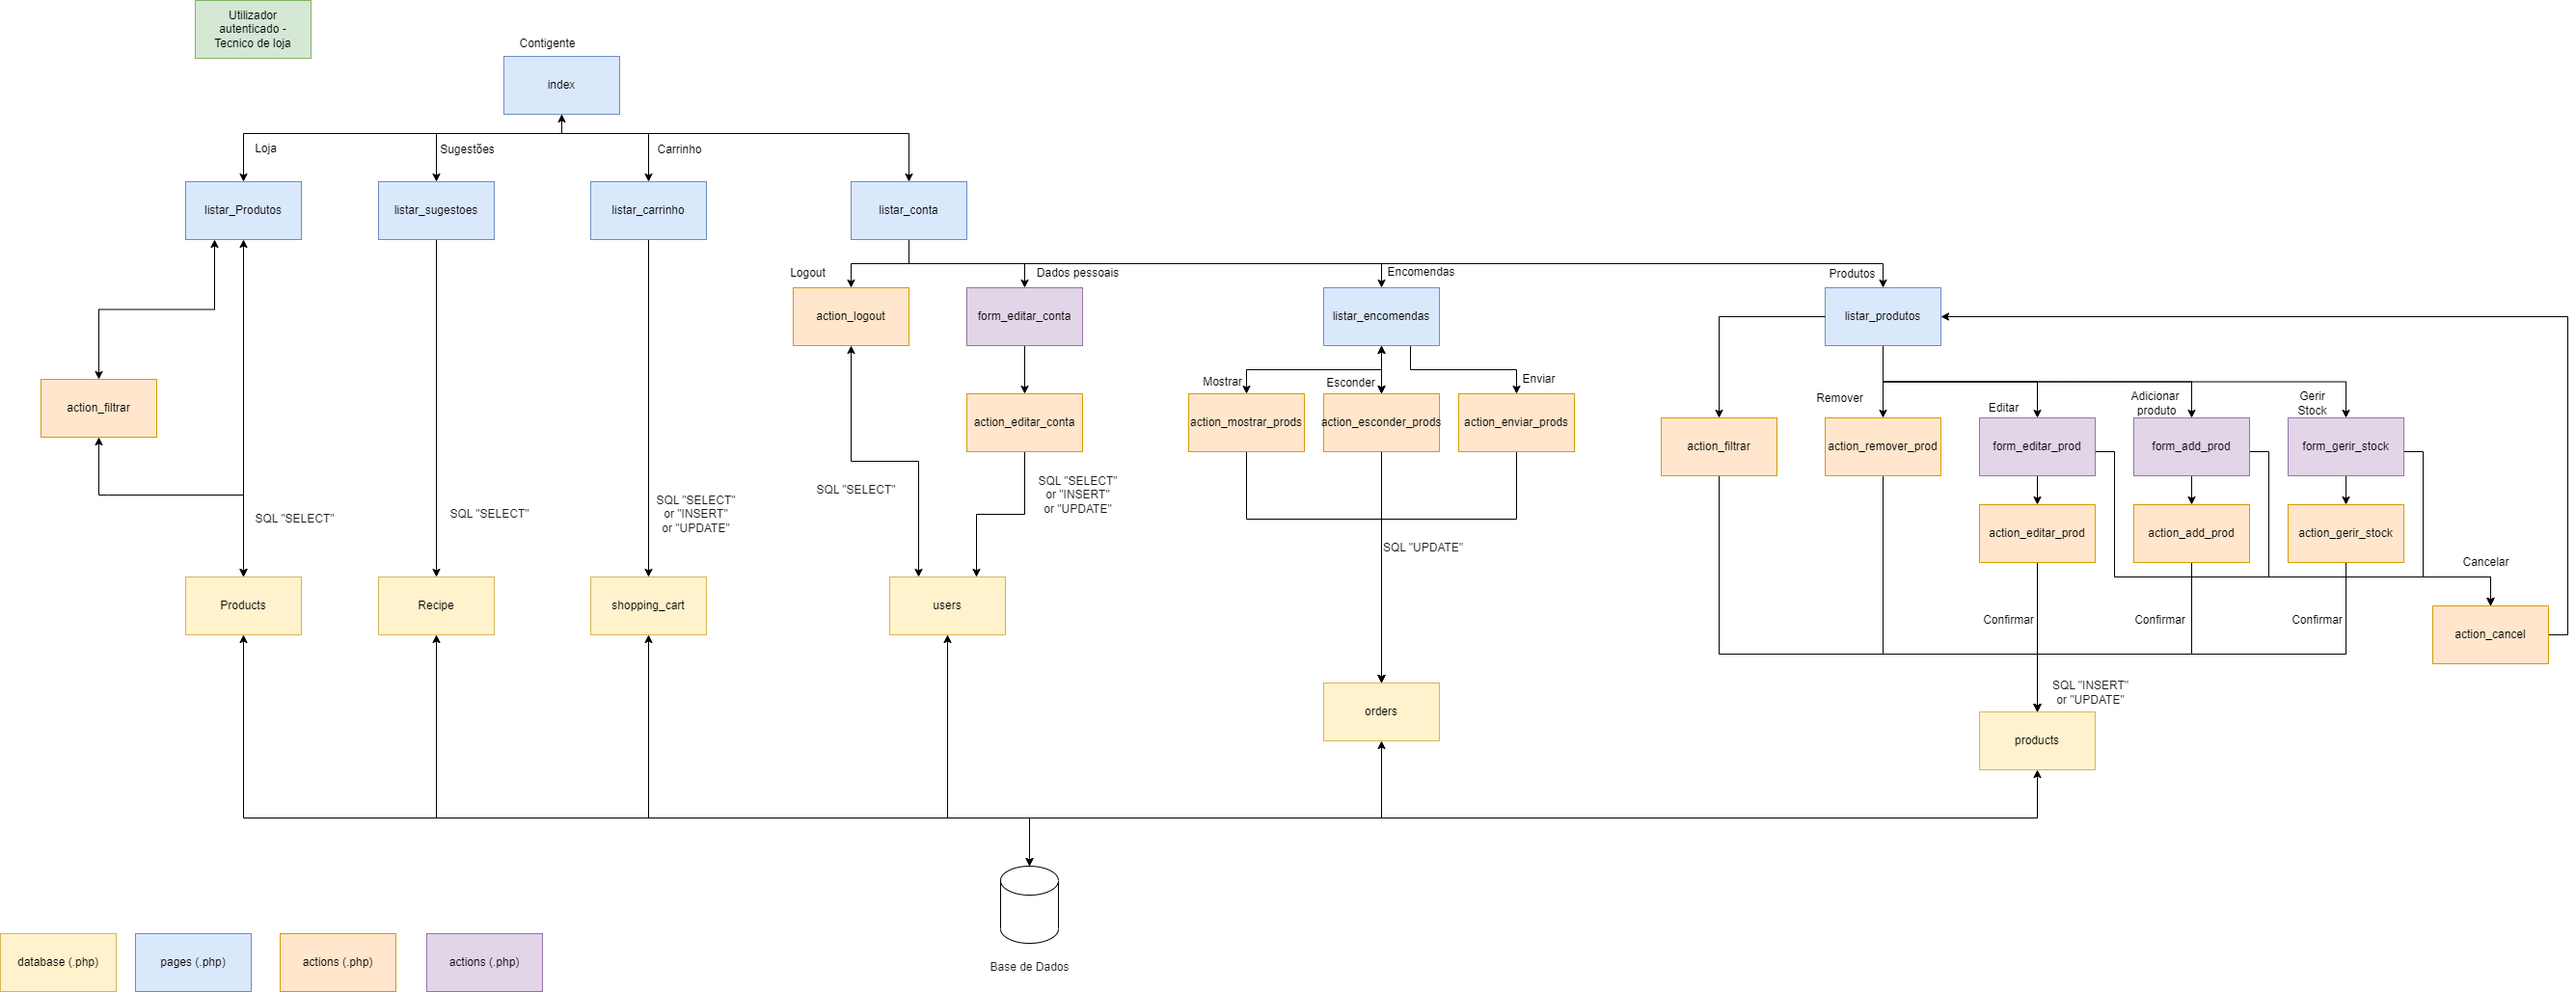 Utilizador
autenticado -
Tecnico de loja
Contigente
index
Loja
Sugestões
Carrinho
listar_Produtos
listar_sugestoes
listar_carrinho
listar_conta
Logout
Dados pessoais
Encomendas
Produtos
action_logout
form_editar_conta
listar_encomendas
listar_produtos
Mostrar
Esconder
Enviar
Remover
Editar
Adicionar
produto
Gerir
Stock
action_filtrar
action_editar_conta
action_mostrar_prods
action_esconder_prods
action_enviar_prods
action_filtrar
action_remover_prod
form_editar_prod
form_add_prod
form_gerir_stock
SQL "SELECT"
SQL "SELECT"
SQL "SELECT"
or "INSERT"
or "UPDATE"
SQL "SELECT"
SQL "SELECT"
or "INSERT"
or "UPDATE"
SQL "UPDATE"
action_editar_prod
action_add_prod
action_gerir_stock
Cancelar
Products
Recipe
shopping_cart
users
Confirmar
Confirmar
Confirmar
action_cancel
SQL "INSERT"
or "UPDATE"
orders
products
Base de Dados
database (.php)
pages (.php)
actions (.php)
actions (.php)